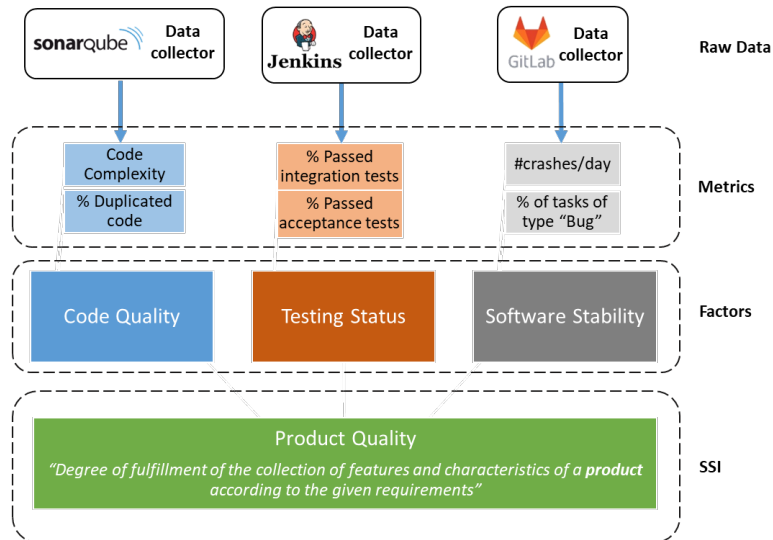 sonarqube Data collector
Jenkins Data collector
GitLab Data collector
Raw Data
Code Complexity
% Duplicated code
% Passed integration tests
% Passed acceptance tests
#crashes/day
% of tasks of type “Bug”
Metrics
Code Quality
Testing Status
Software Stability
Factors
Product Quality
“Degree of fulfillment of the collection of features and characteristics of a product
according to the given requirements”
SSI